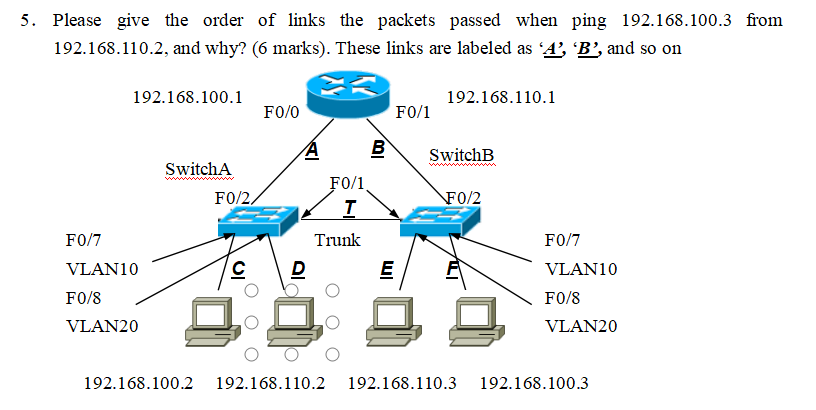 5. Please give the order of links the packets passed when ping 192.168.100.3 from
192.168.110.2, and why? (6 marks). These links are labeled as ‘A’, ‘B’, and so on
192.168.100.1
F0/0
F0/1
192.168.110.1
A
B
SwitchA
SwitchB
F0/1
F0/2
T
F0/2
F0/7
Trunk
F0/7
VLAN10
C
D
E
F
VLAN10
F0/8
F0/8
VLAN20
VLAN20
192.168.100.2 192.168.110.2 192.168.110.3 192.168.100.3